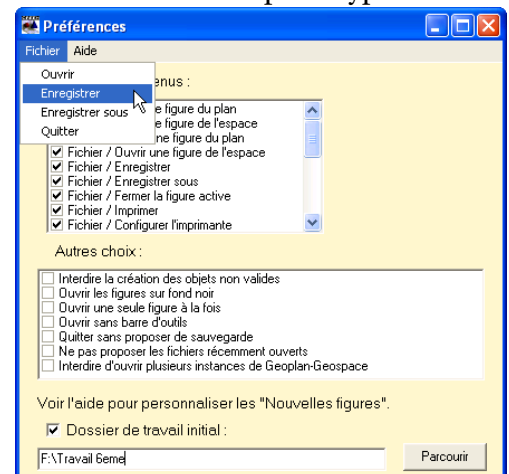 Préférences
Fichier Aide
Ouvrir
Enregistrer
Enregistrer sous
Quitter
enus :
e figure du plan
e figure de l'espace
ne figure du plan
Fichier / Ouvrir une figure de l'espace
Fichier / Enregistrer
Fichier / Enregistrer sous
Fichier / Fermer la figure active
Fichier / Imprimer
Fichier / Configurer l'imprimante
Autres choix :
Interdire la création des objets non valides
Ouvrir les figures sur fond noir
Ouvrir une seule figure à la fois
Ouvrir sans barre d'outils
Quitter sans proposer de sauvegarde
Ne pas proposer les fichiers récemment ouverts
Interdire d'ouvrir plusieurs instances de Geoplan-Geospace
Voir l'aide pour personnaliser les "Nouvelles figures".
Dossier de travail initial :
F:\Travail 6eme
Parcourir